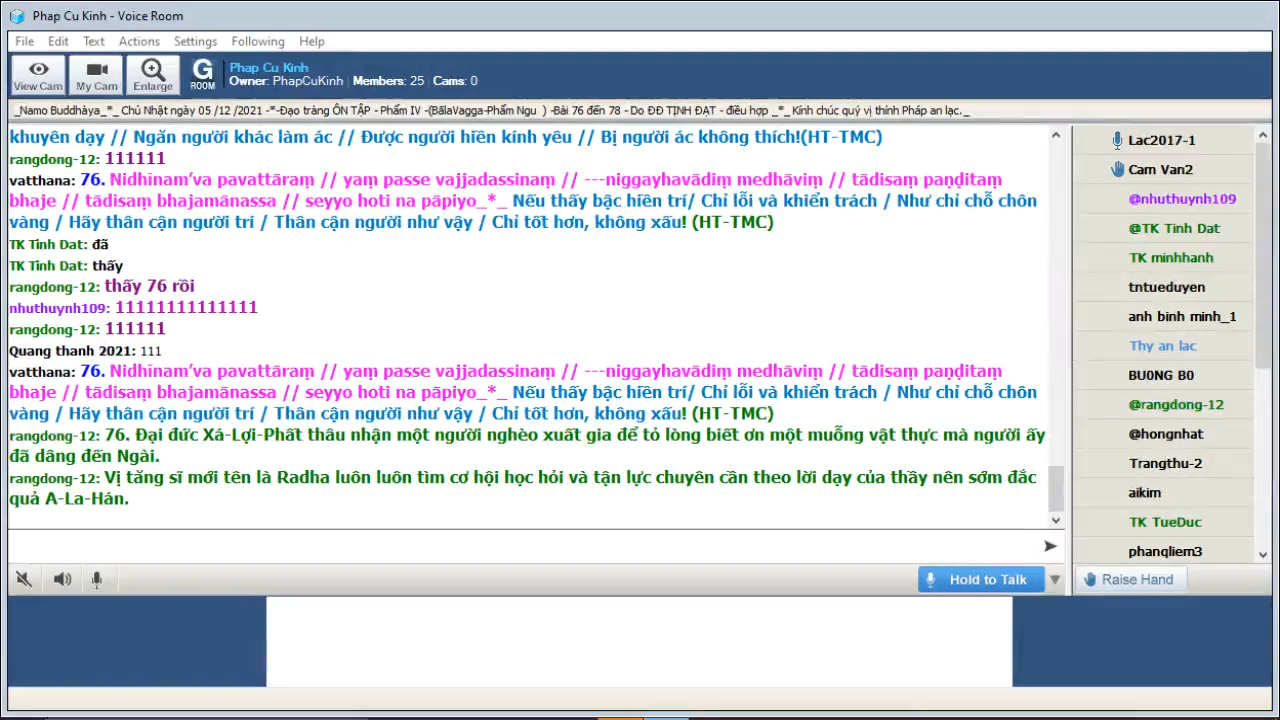 Phap Cu Kinh - Voice Room
File Edit Text Actions Settings Following Help
View Cam My Cam Enlarge G ROOM
Phap Cu Kinh
Owner: PhapCuKinh Members: 25 Cams: 0
_Namo Buddhàya_*_ Chủ Nhật ngày 05 /12 /2021 -*-Đạo tràng ÔN TẬP - Phẩm IV -(BālaVagga-Phẩm Ngu ) -Bài 76 đến 78 - Do ĐĐ TỊNH ĐẠT - điều hợp _*_ Kính chúc quý vị thính Pháp an lạc._
khuyên dạy // Ngăn người khác làm ác // Được người hiền kính yêu // Bị người ác không thích!(HT-TMC)
rangdong-12: 111111
vatthana: 76. Nidhīnam’va pavattāraṃ // yaṃ passe vajjadassinaṃ // ---niggayhavādiṃ medhāviṃ // tādisaṃ paṇḍitaṃ
bhaje // tādisaṃ bhajamānassa // seyyo hoti na pāpiyo_*_ Nếu thấy bậc hiền trí/ Chỉ lỗi và khiển trách / Như chỉ chỗ chôn
vàng / Hãy thân cận người trí / Thân cận người như vậy / Chỉ tốt hơn, không xấu! (HT-TMC)
TK Tinh Dat: đã
TK Tinh Dat: thấy
rangdong-12: thấy 76 rồi
nhuthuynh109: 11111111111111
rangdong-12: 111111
Quang thanh 2021: 111
vatthana: 76. Nidhīnam’va pavattāraṃ // yaṃ passe vajjadassinaṃ // ---niggayhavādiṃ medhāviṃ // tādisaṃ paṇḍitaṃ
bhaje // tādisaṃ bhajamānassa // seyyo hoti na pāpiyo_*_ Nếu thấy bậc hiền trí/ Chỉ lỗi và khiển trách / Như chỉ chỗ chôn
vàng / Hãy thân cận người trí / Thân cận người như vậy / Chỉ tốt hơn, không xấu! (HT-TMC)
rangdong-12: 76. Đại đức Xá-Lợi-Phất thâu nhận một người nghèo xuất gia để tỏ lòng biết ơn một muỗng vật thực mà người ấy
đã dâng đến Ngài.
rangdong-12: Vị tăng sĩ mới tên là Radha luôn luôn tìm cơ hội học hỏi và tận lực chuyên cần theo lời dạy của thầy nên sớm đắc
quả A-La-Hán.
Lac2017-1
Cam Van2
@nhuthuynh109
@TK Tinh Dat
TK minhhanh
tntueduyen
anh binh minh_1
Thy an lac
BU0NG B0
@rangdong-12
@hongnhat
Trangthu-2
aikim
TK TueDuc
phanqliem3
Hold to Talk
Raise Hand